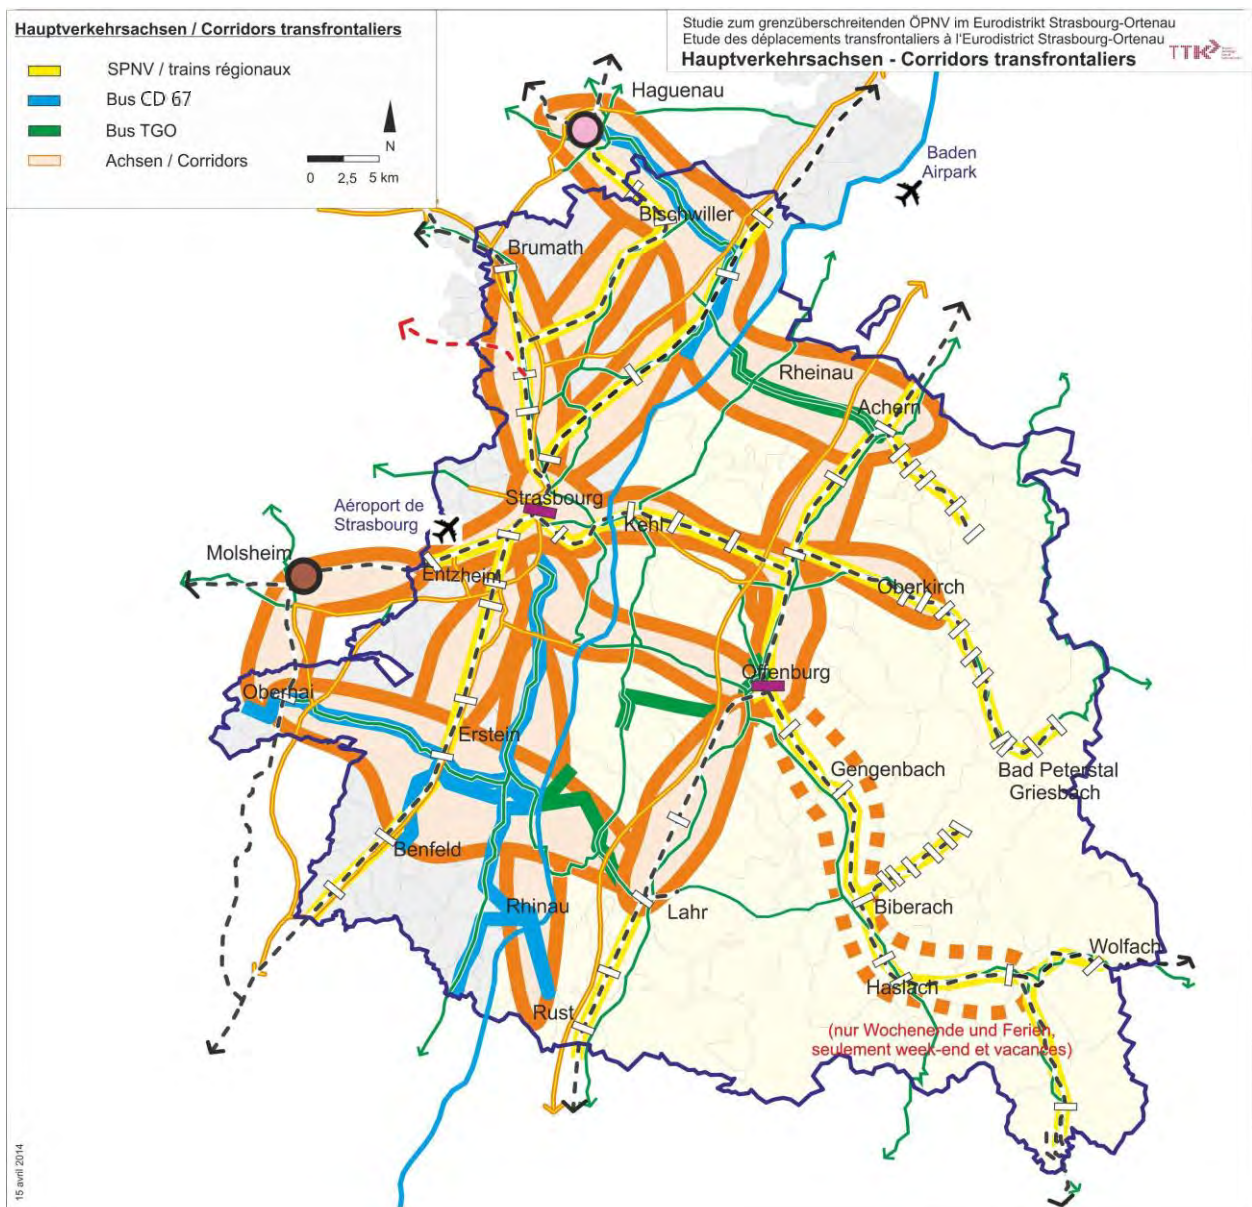 Hauptverkehrsachsen / Corridors transfrontaliers
SPNV / trains régionaux
Bus CD 67
Bus TGO
Achsen / Corridors
N
0 2,5 5 km
Studie zum grenzüberschreitenden ÖPNV im Eurodistrikt Strasbourg-Ortenau
Etude des déplacements transfrontaliers à l'Eurodistrict Strasbourg-Ortenau
Hauptverkehrsachsen - Corridors transfrontaliers
TTK
Haguenau
Baden
Airpark
Bischwiller
Brumath
Rheinau
Achern
Strasbourg
Aéroport de
Strasbourg
Kehl
Molsheim
Entzheim
Oberkirch
Offenburg
Oberhai
Erstein
Gengenbach
Bad Peterstal
Griesbach
Benfeld
Rhinau
Lahr
Biberach
Wolfach
Haslach
Rust
(nur Wochenende und Ferien,
seulement week-end et vacances)
15 avril 2014